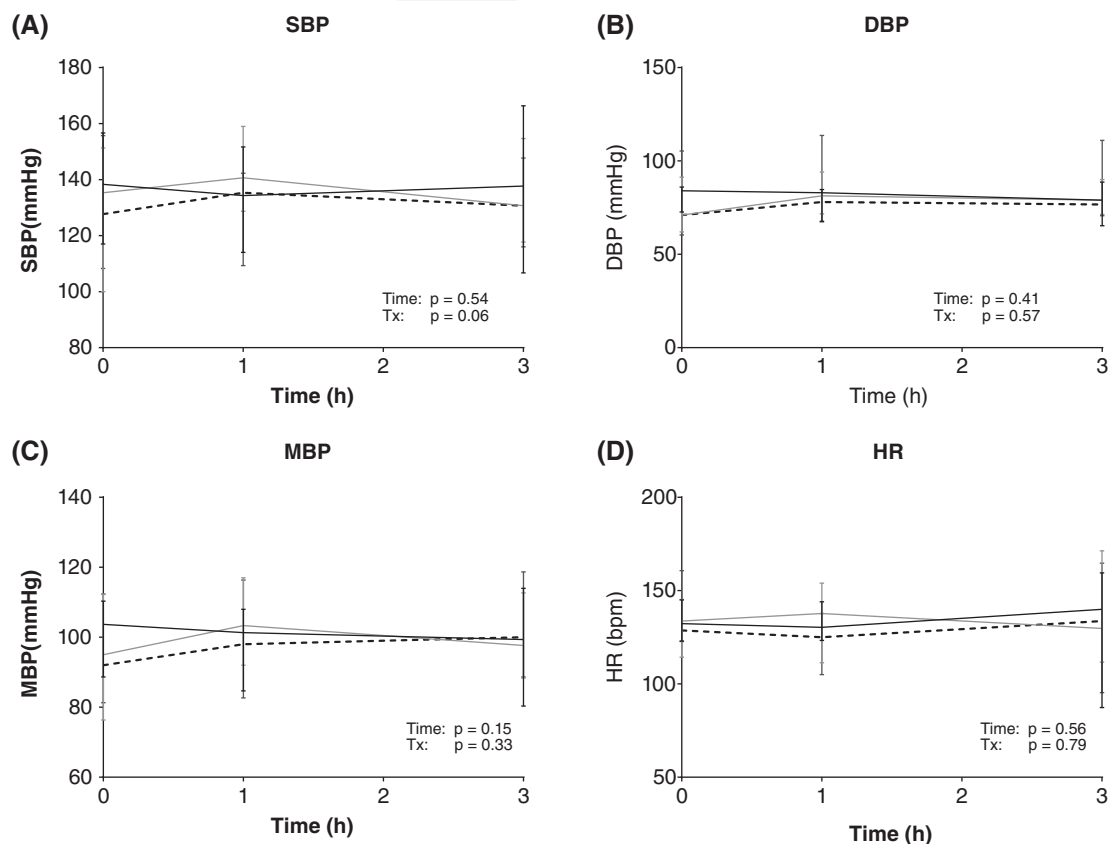 (A)
SBP
180
160
140
120
100
80
SBP(mmHg)
Time: p = 0.54
Tx: p = 0.06
0
1
2
3
Time (h)
(B)
DBP
150
100
50
0
DBP (mmHg)
Time: p = 0.41
Tx: p = 0.57
0
1
2
3
Time (h)
(C)
MBP
140
120
100
80
60
MBP(mmHg)
Time: p = 0.15
Tx: p = 0.33
0
1
2
3
Time (h)
(D)
HR
200
150
100
50
HR (bpm)
Time: p = 0.56
Tx: p = 0.79
0
1
2
3
Time (h)